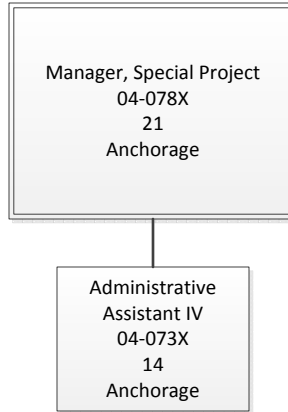 Manager, Special Project
04-078X
21
Anchorage
Administrative
Assistant IV
04-073X
14
Anchorage